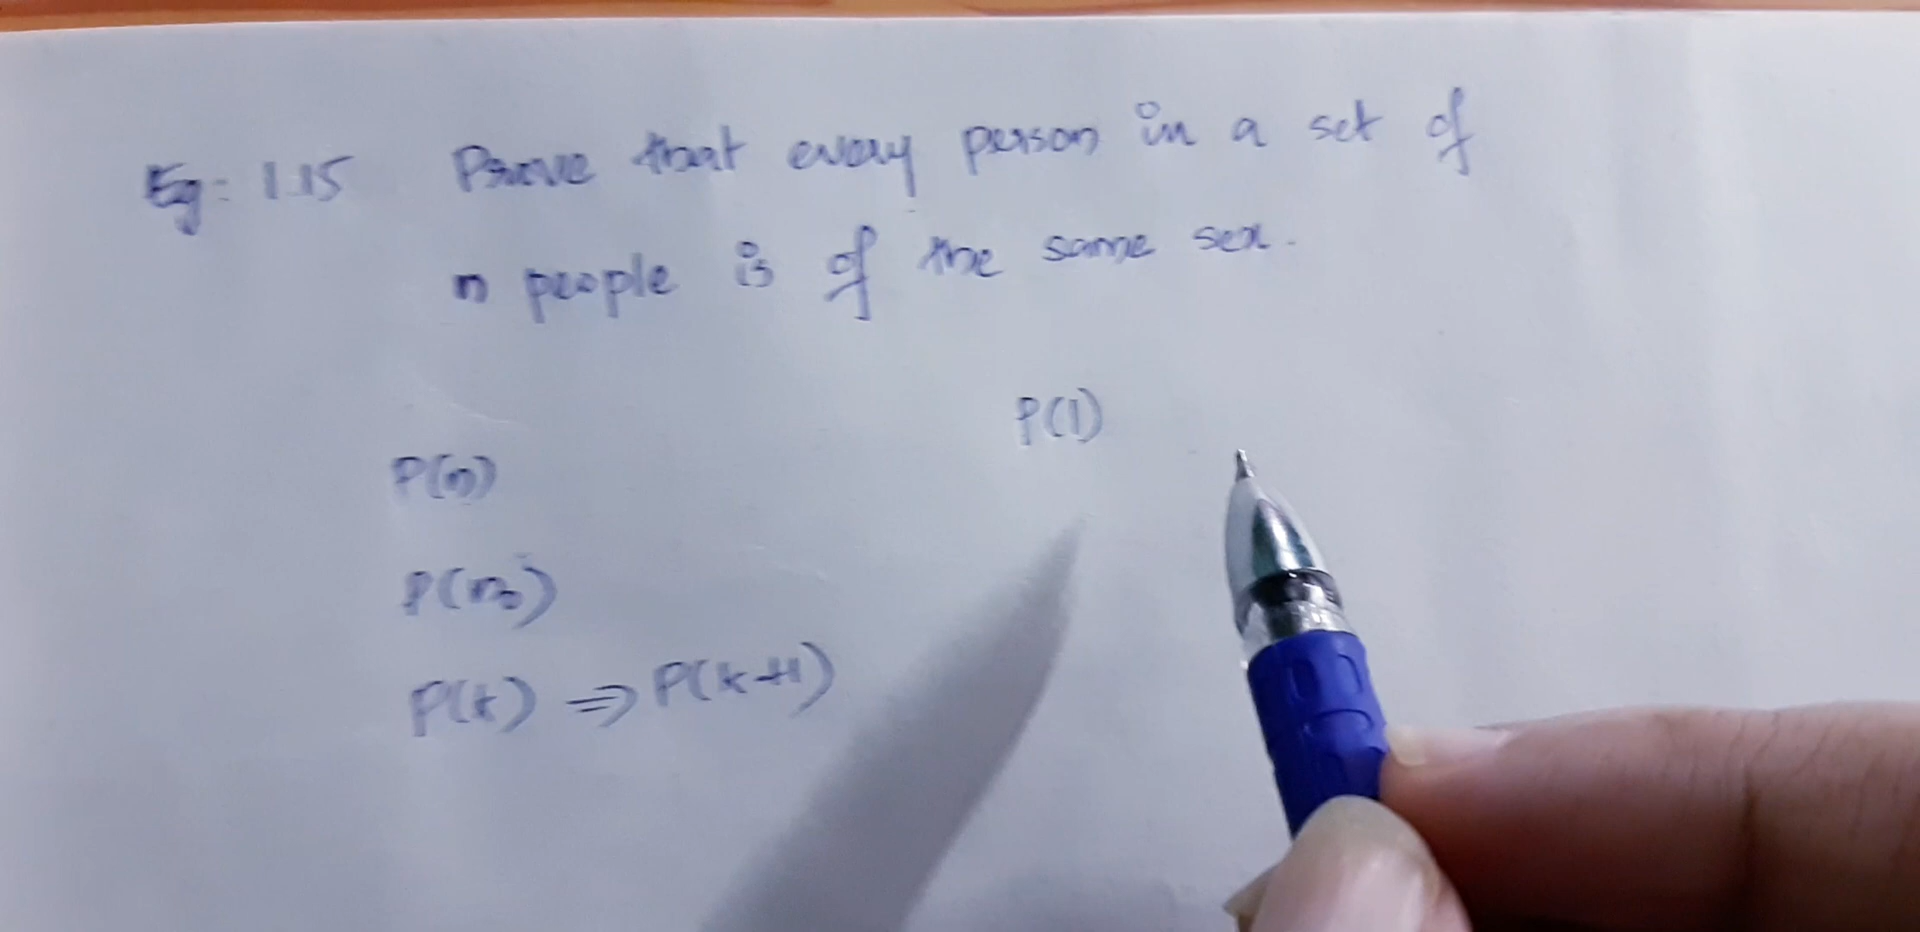 Eg: 1.15 Prove that every person in a set of
n people is of the same sex.
P(1)
P(n)
P(n₀)
P(k) ⇒ P(k+1)